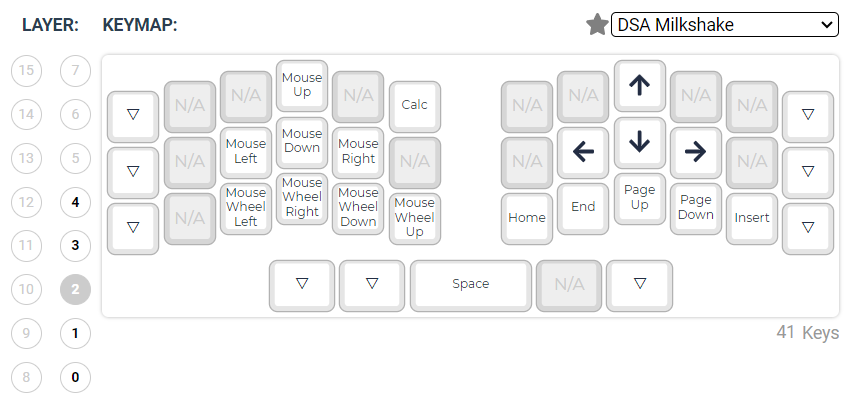 LAYER: KEYMAP: DSA Milkshake
15 7
14 6
13 5
12 4
11 3
10 2
9 1
8 0
▽ N/A N/A Mouse Up N/A Calc N/A N/A ↑ N/A N/A ▽
▽ N/A Mouse Left Mouse Down Mouse Right N/A N/A ← ↓ → N/A ▽
▽ N/A Mouse Wheel Left Mouse Wheel Right Mouse Wheel Down Mouse Wheel Up Home End Page Up Page Down Insert ▽
▽ ▽ Space N/A ▽
41 Keys